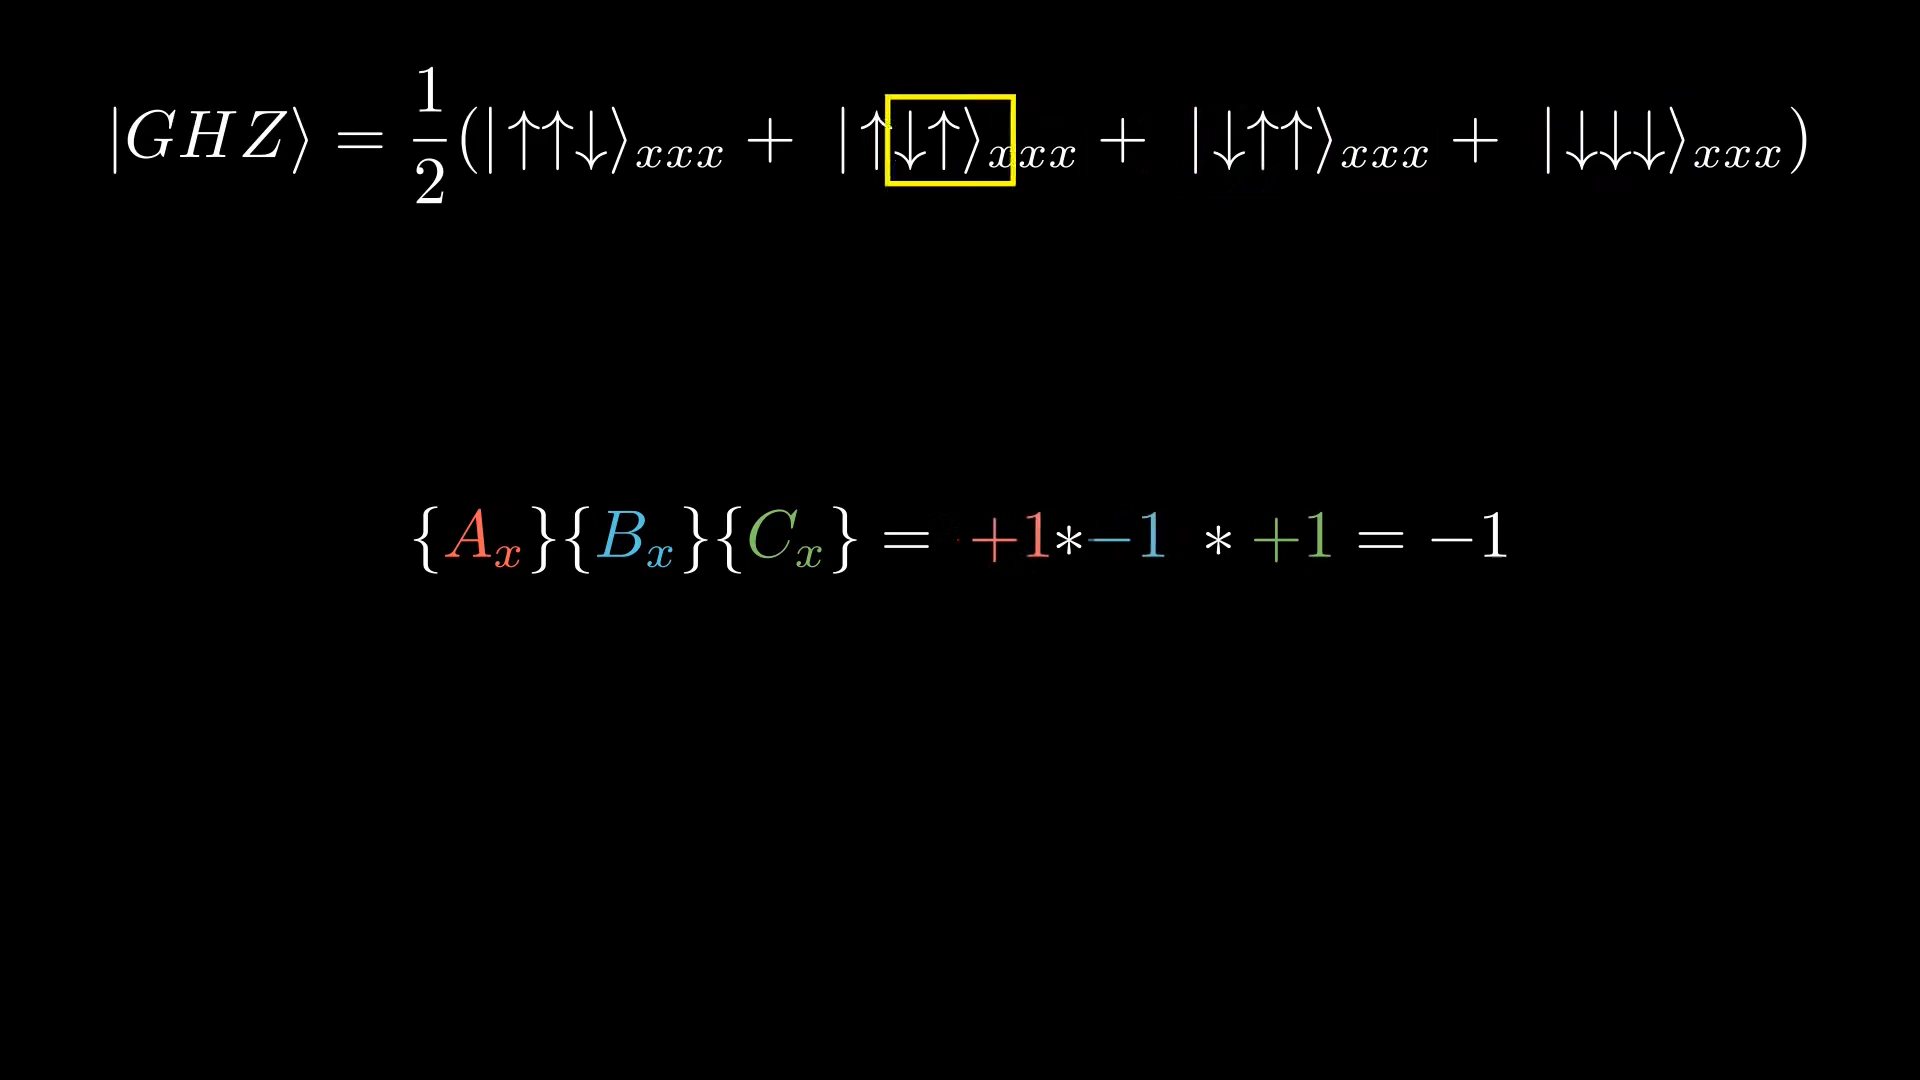 |GHZ⟩ = 1/2 (|↑↑↓⟩xxx + |↑↓↑⟩xxx + |↓↑↑⟩xxx + |↓↓↓⟩xxx)
{Ax}{Bx}{Cx} = +1*−1 * +1 = −1